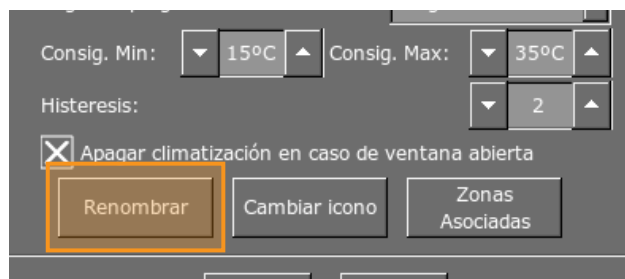 Consig. Min: 15ºC Consig. Max: 35ºC
Histeresis: 2
Apagar climatización en caso de ventana abierta
Renombrar Cambiar icono Zonas
Asociadas